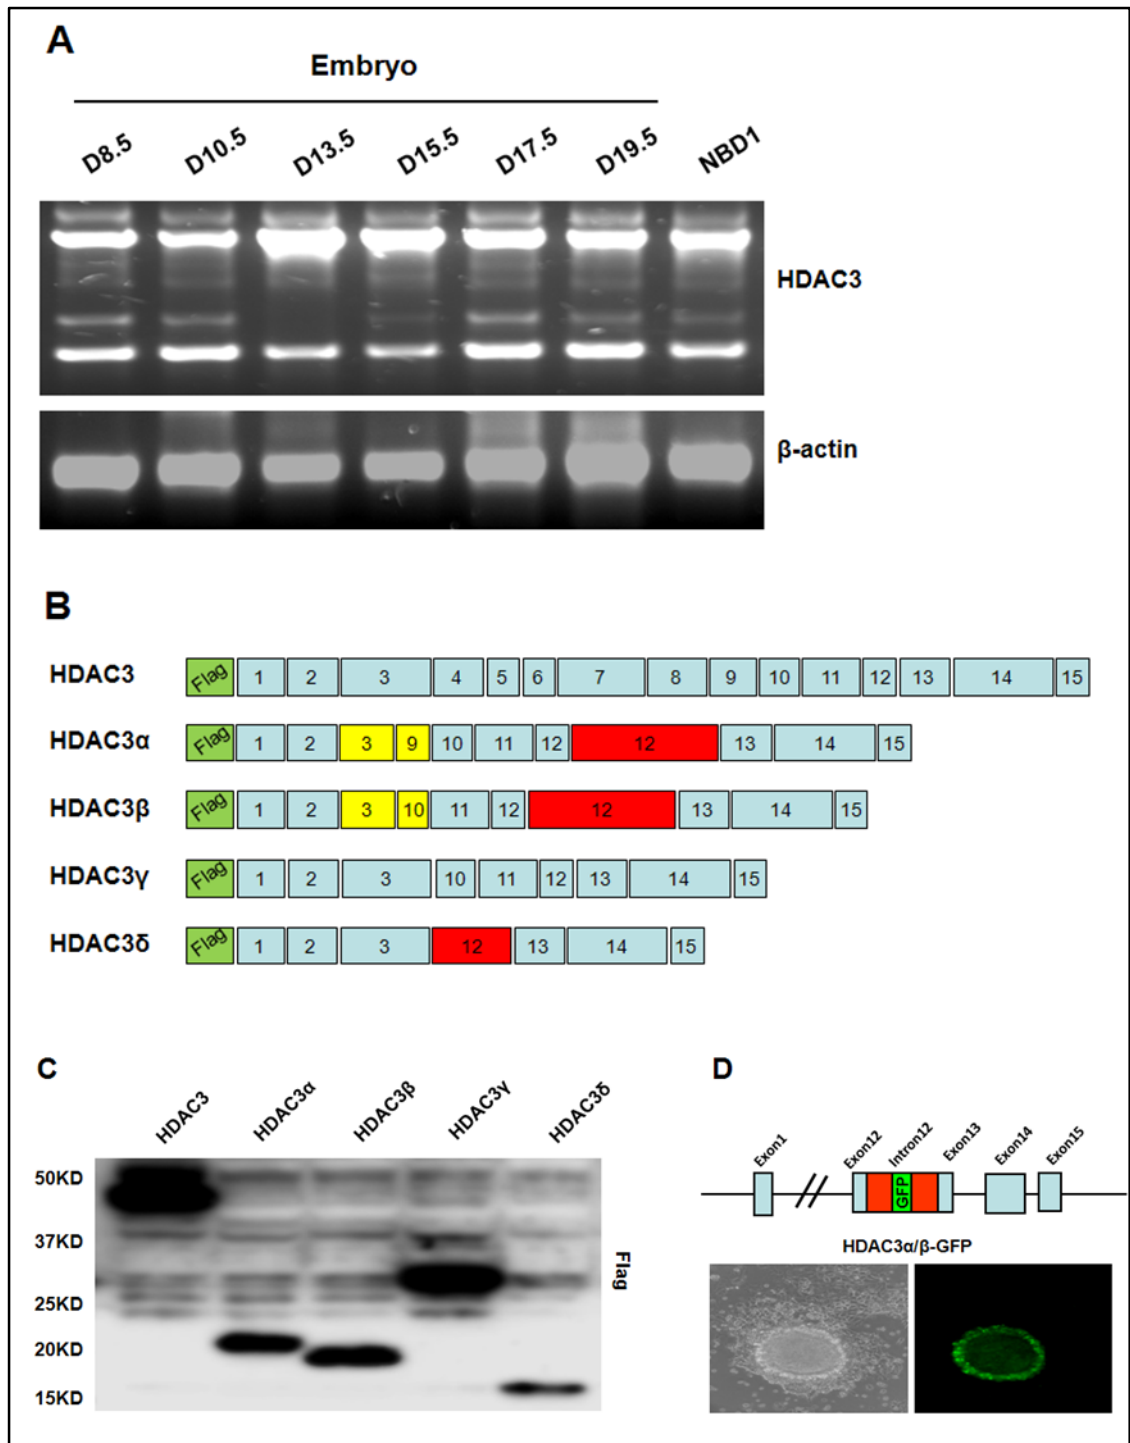 A
Embryo
D8.5 D10.5 D13.5 D15.5 D17.5 D19.5 NBD1
HDAC3
β-actin
B
HDAC3 Flag 1 2 3 4 5 6 7 8 9 10 11 12 13 14 15
HDAC3α Flag 1 2 3 9 10 11 12 12 13 14 15
HDAC3β Flag 1 2 3 10 11 12 12 13 14 15
HDAC3γ Flag 1 2 3 10 11 12 13 14 15
HDAC3δ Flag 1 2 3 12 13 14 15
C
HDAC3 HDAC3α HDAC3β HDAC3γ HDAC3δ
50KD
37KD
25KD
20KD
15KD
Flag
D
Exon1 Exon12 Intron12 Exon13 Exon14 Exon15
GFP
HDAC3α/β-GFP